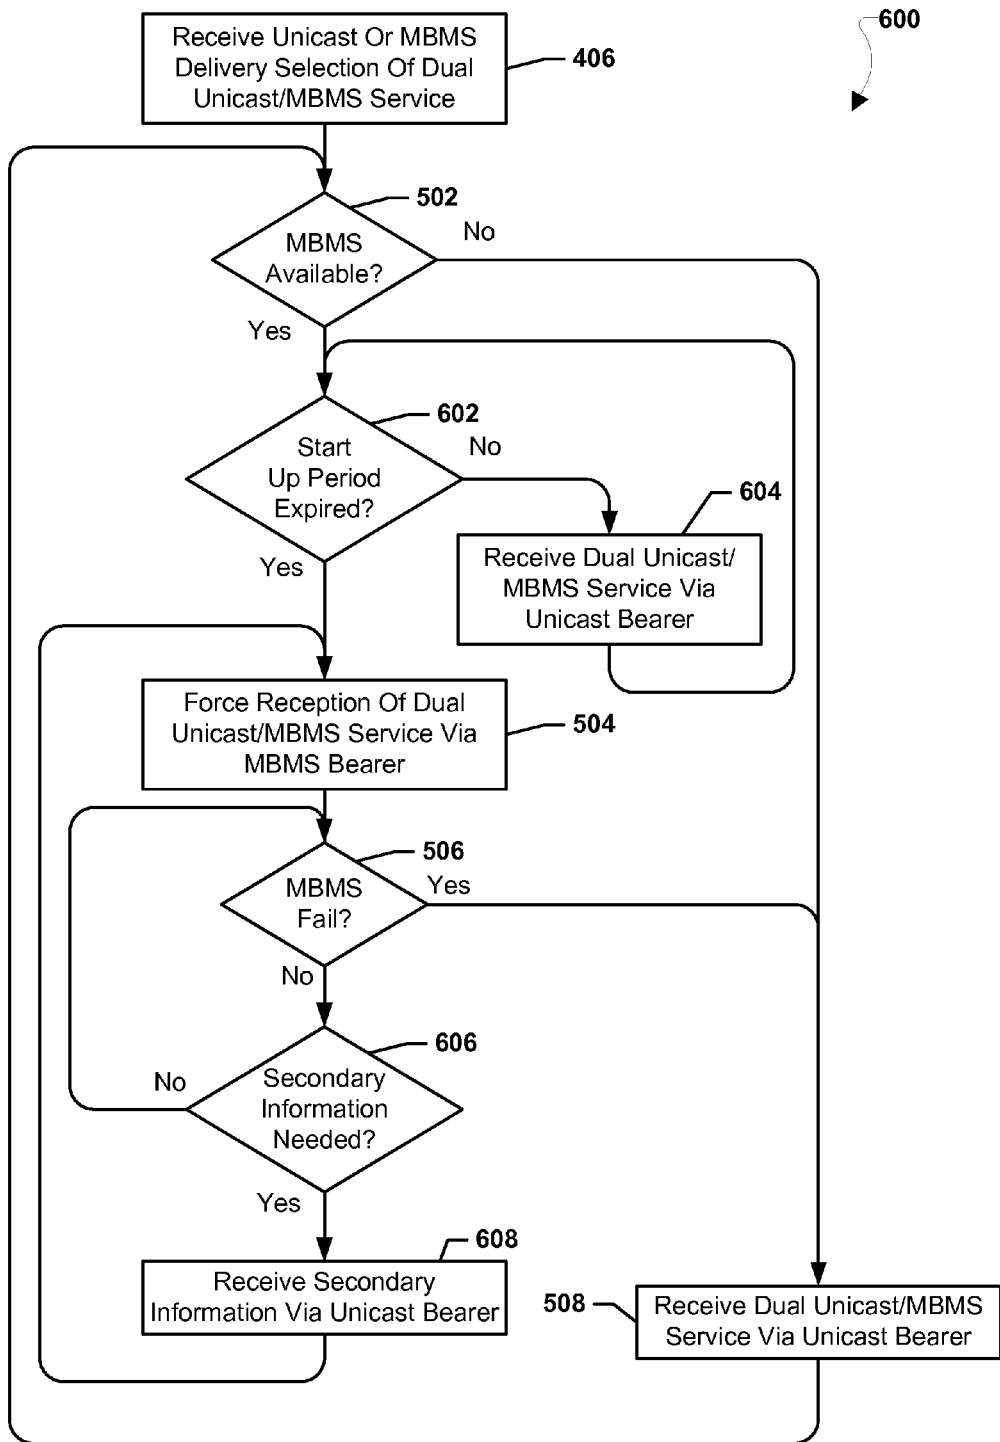 600
Receive Unicast Or MBMS
Delivery Selection Of Dual
Unicast/MBMS Service
406
502
MBMS
Available?
No
Yes
602
Start
Up Period
Expired?
No
Yes
604
Receive Dual Unicast/
MBMS Service Via
Unicast Bearer
Force Reception Of Dual
Unicast/MBMS Service Via
MBMS Bearer
504
506
MBMS
Fail?
Yes
No
606
Secondary
Information
Needed?
No
Yes
608
Receive Secondary
Information Via Unicast Bearer
508
Receive Dual Unicast/MBMS
Service Via Unicast Bearer